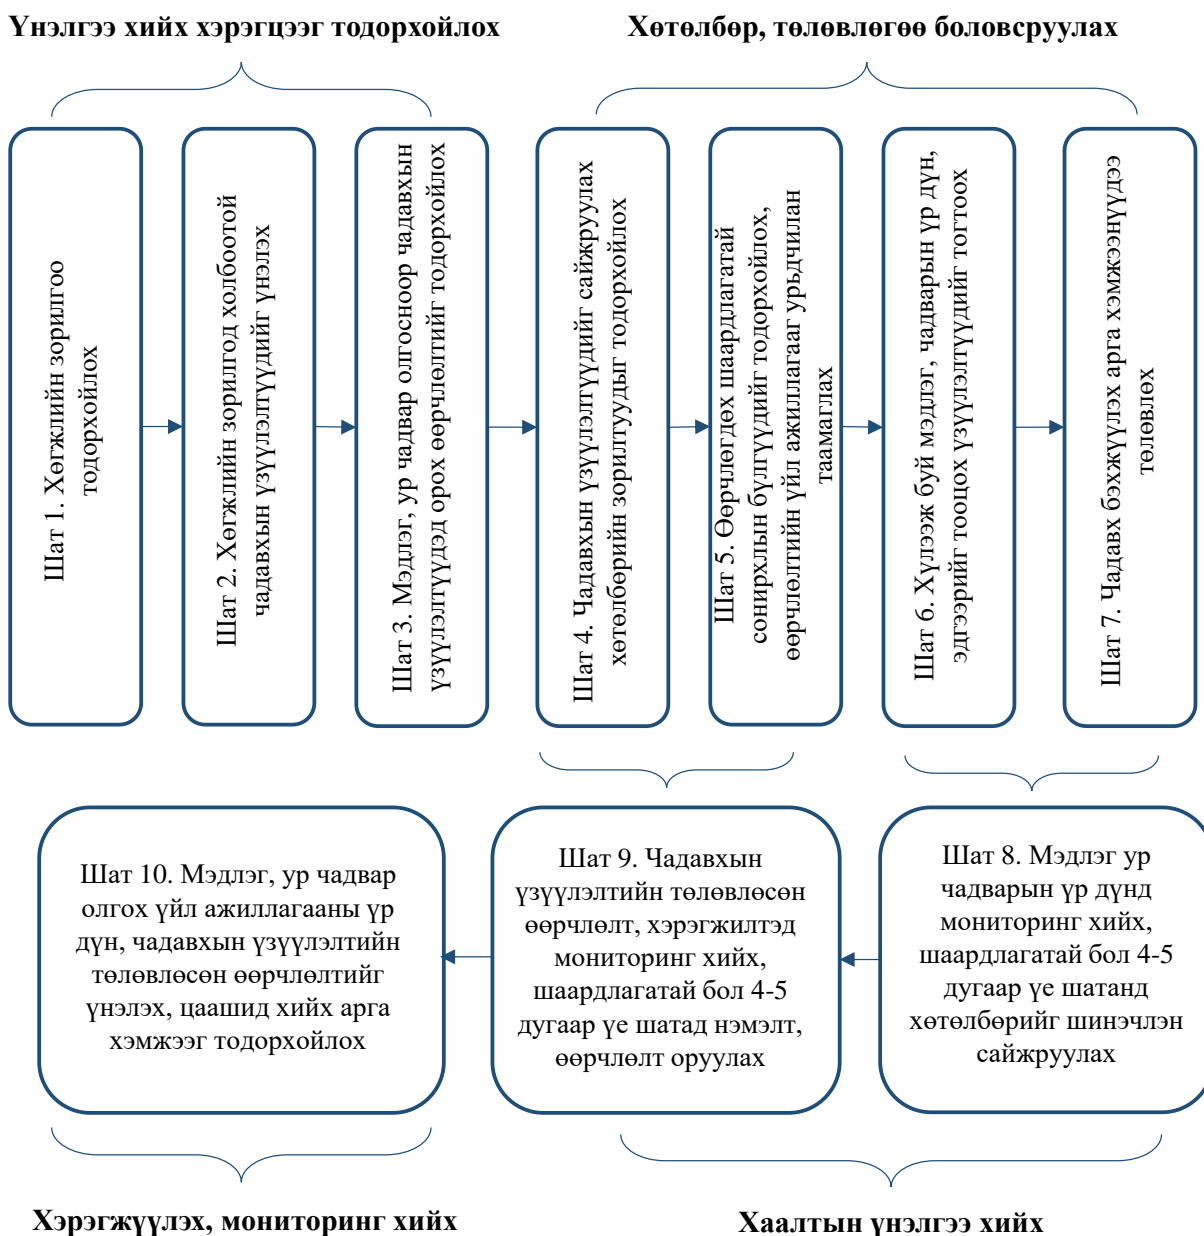 Үнэлгээ хийх хэрэгцээг тодорхойлох
Хөтөлбөр, төлөвлөгөө боловсруулах
Шат 1. Хөгжлийн зорилгоо
тодорхойлох
Шат 2. Хөгжлийн зорилгод холбоотой
чадавхын үзүүлэлтүүдийг үнэлэх
Шат 3. Мэдлэг, ур чадвар олгосноор чадавхын
үзүүлэлтүүдэд орох өөрчлөлтийг тодорхойлох
Шат 4. Чадавхын үзүүлэлтүүдийг сайжруулах
хөтөлбөрийн зорилтуудыг тодорхойлох
Шат 5. Өөрчлөгдөх шаардлагатай
сонирхлын бүлгүүдийг тодорхойлох,
өөрчлөлтийн үйл ажиллагааг урьдчилан
таамаглах
Шат 6. Хүлээж буй мэдлэг, чадварын үр дүн,
эдгээрийг тооцох үзүүлэлтүүдийг тогтоох
Шат 7. Чадавх бэхжүүлэх арга хэмжээнүүдээ
төлөвлөх
Шат 10. Мэдлэг, ур чадвар
олгох үйл ажиллагааны үр
дүн, чадавхын үзүүлэлтийн
төлөвлөсөн өөрчлөлтийг
үнэлэх, цаашид хийх арга
хэмжээг тодорхойлох
Шат 9. Чадавхын
үзүүлэлтийн төлөвлөсөн
өөрчлөлт, хэрэгжилтэд
мониторинг хийх,
шаардлагатай бол 4-5
дугаар үе шатад нэмэлт,
өөрчлөлт оруулах
Шат 8. Мэдлэг ур
чадварын үр дүнд
мониторинг хийх,
шаардлагатай бол 4-5
дугаар үе шатанд
хөтөлбөрийг шинэчлэн
сайжруулах
Хэрэгжүүлэх, мониторинг хийх
Хаалтын үнэлгээ хийх